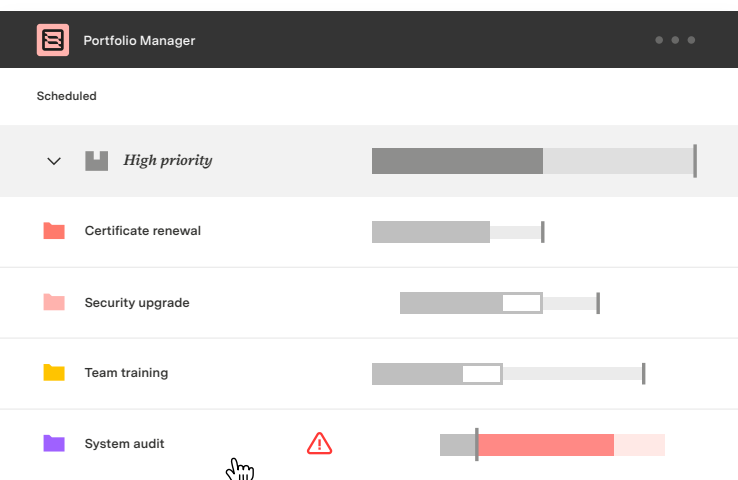 Portfolio Manager
Scheduled
High priority
Certificate renewal
Security upgrade
Team training
System audit